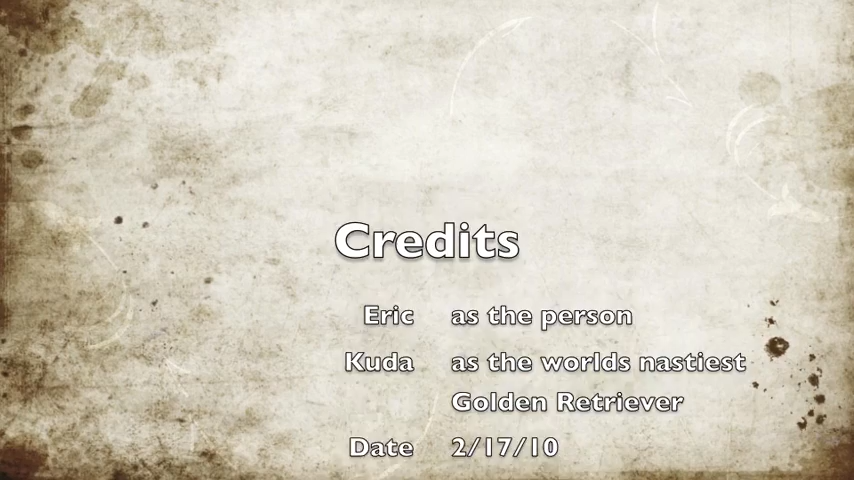 Credits
Eric as the person
Kuda as the worlds nastiest
Golden Retriever
Date 2/17/10